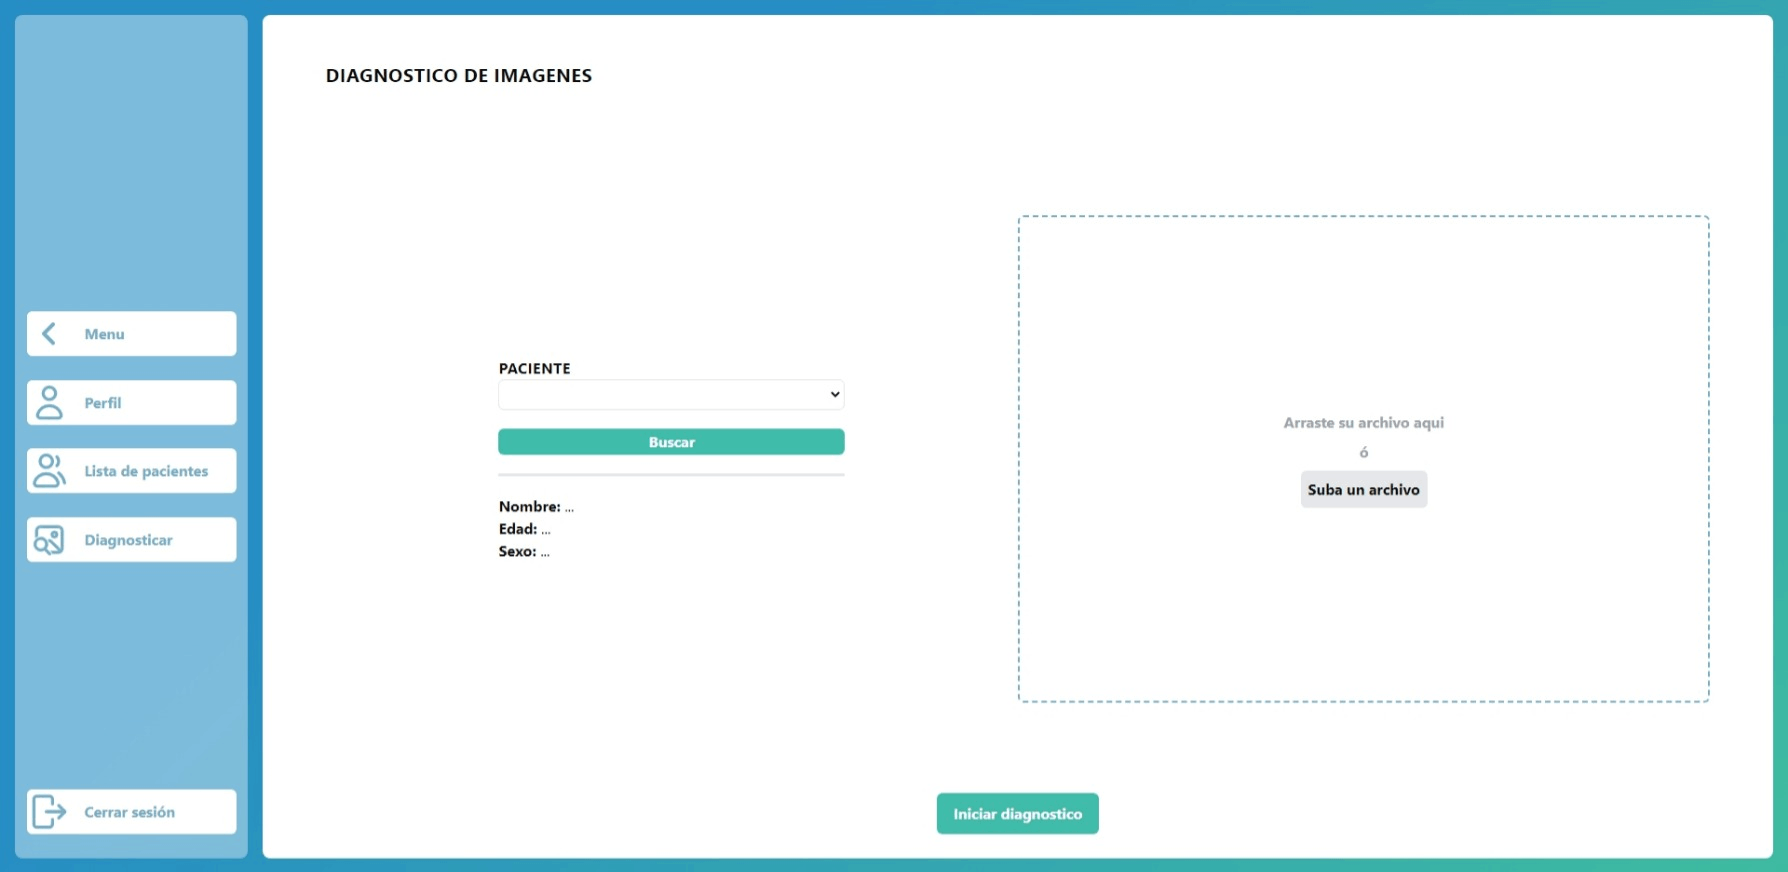 DIAGNOSTICO DE IMAGENES
Menu
Perfil
Lista de pacientes
Diagnosticar
Cerrar sesión
PACIENTE
Buscar
Nombre: ...
Edad: ...
Sexo: ...
Arraste su archivo aqui
ó
Suba un archivo
Iniciar diagnostico